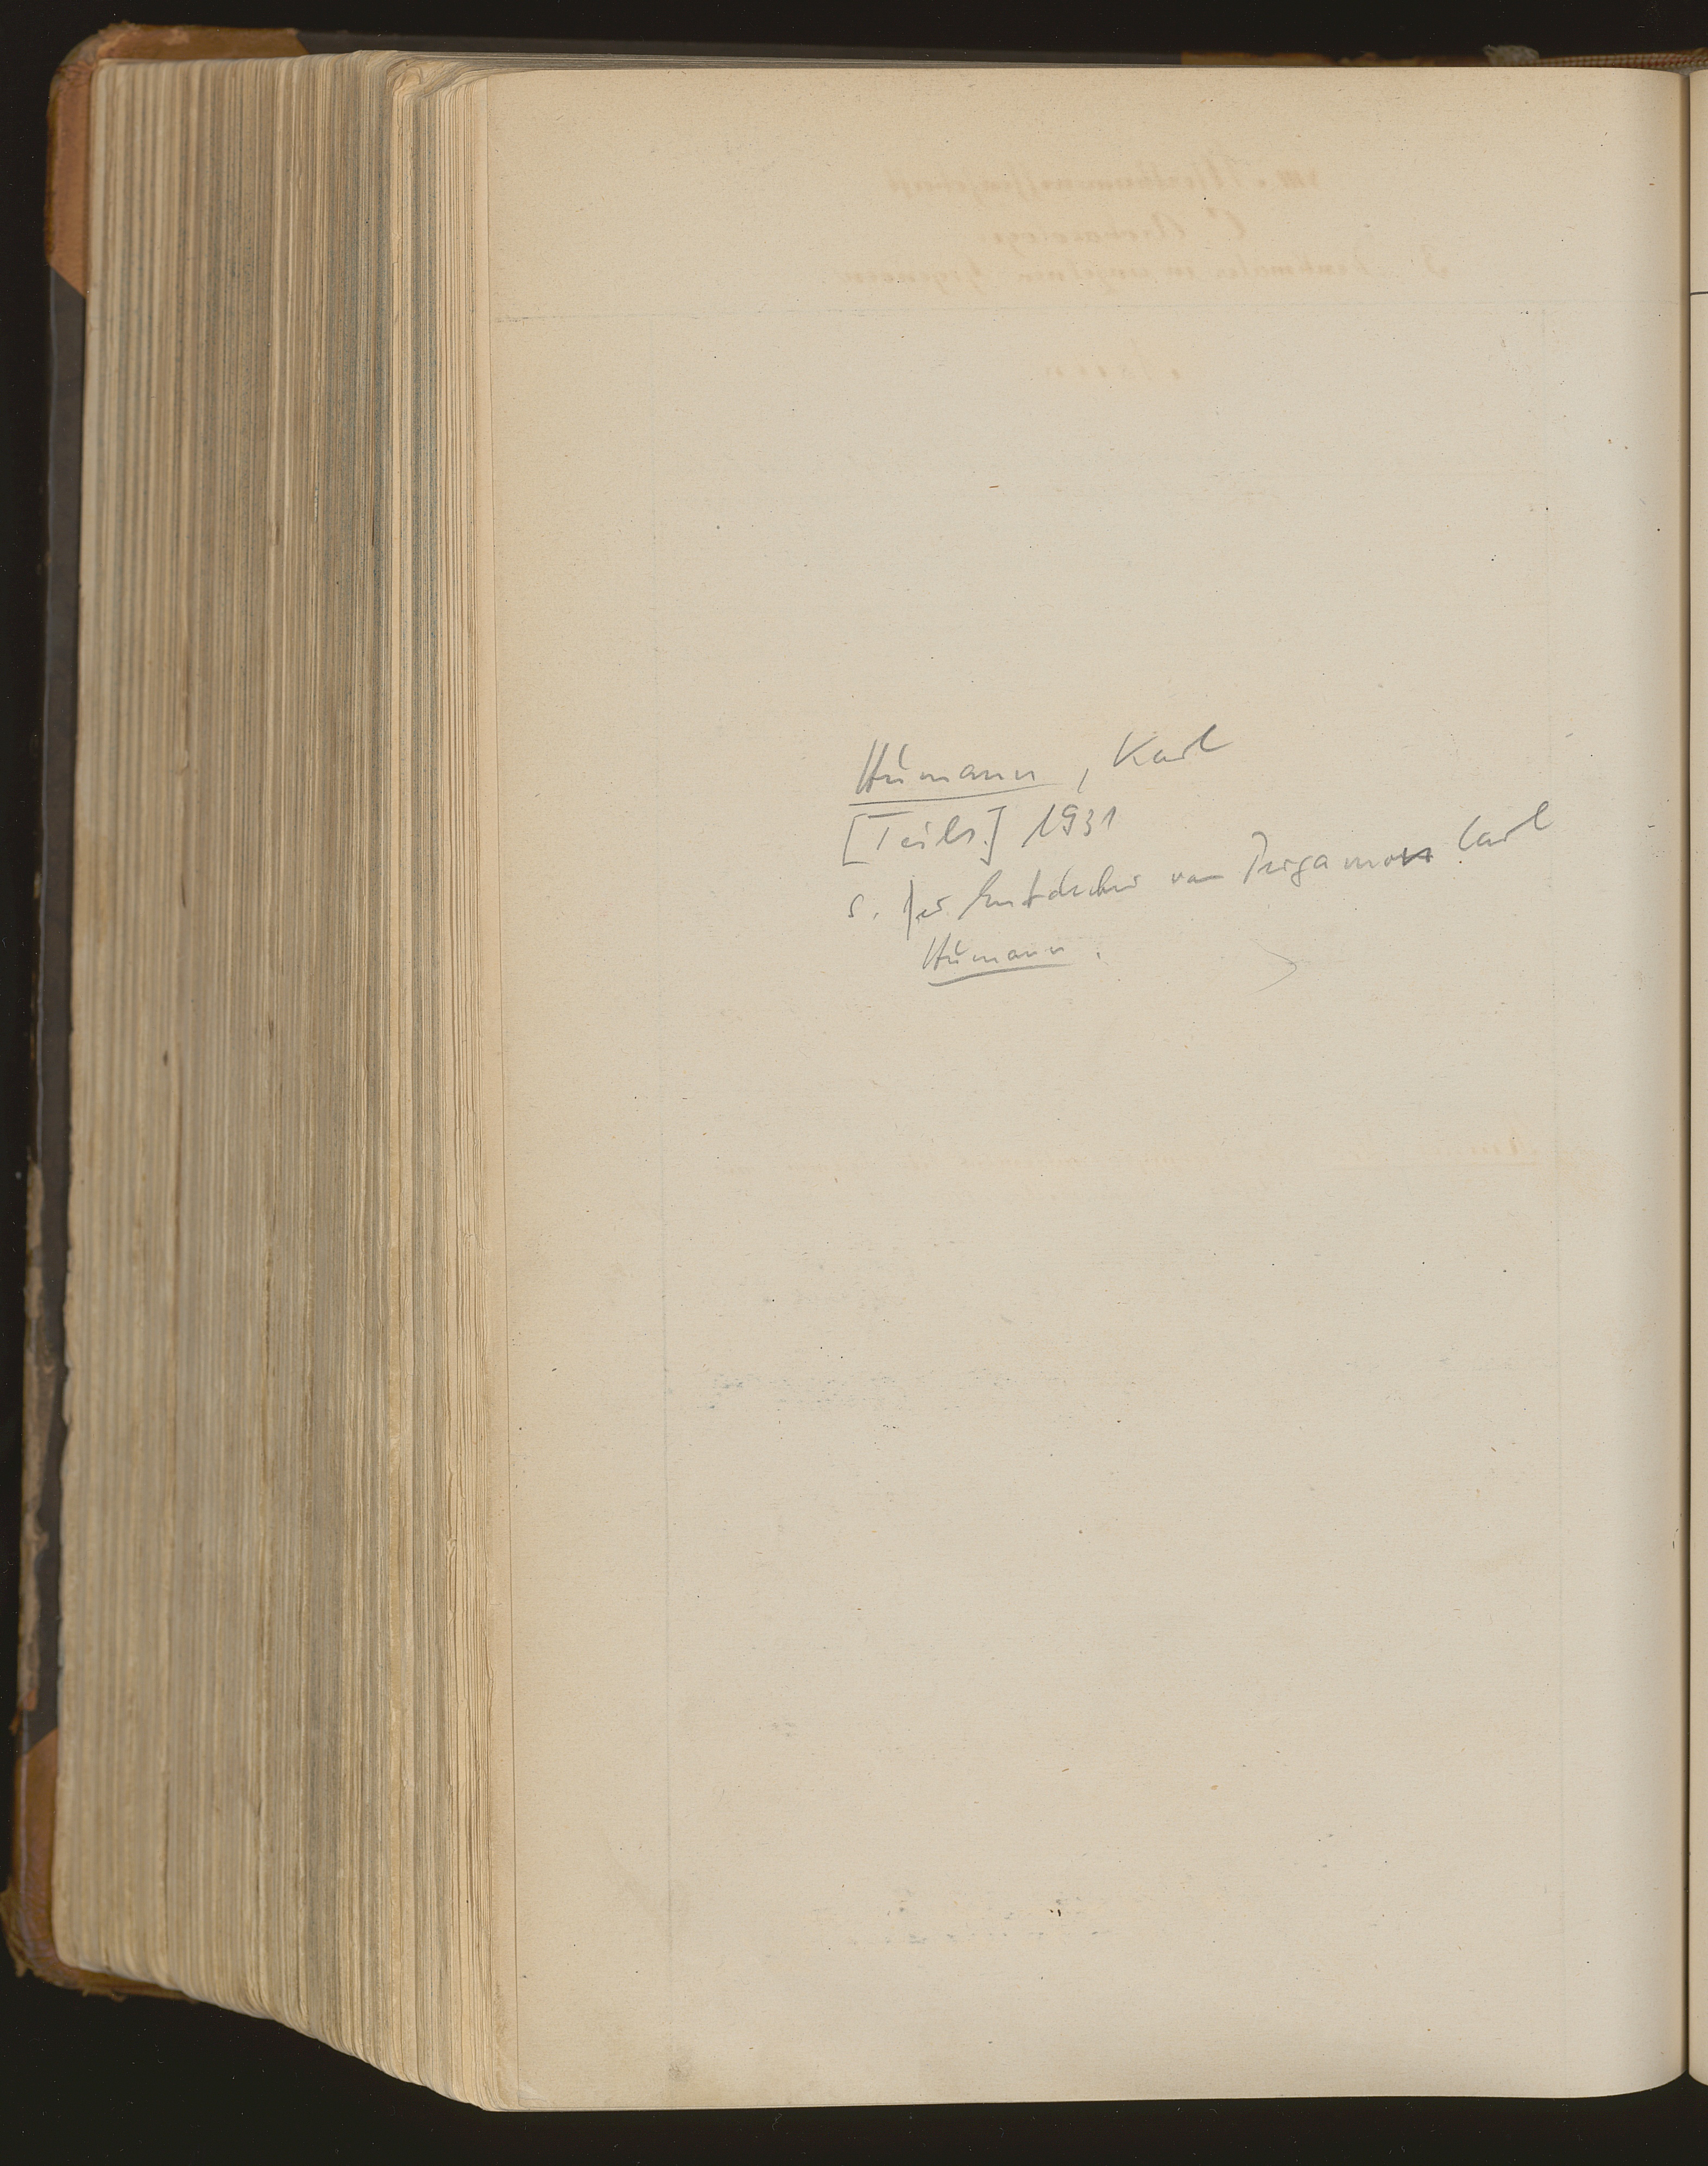 Humann, Karl
[Teils.] 1931
s. Der Entdecker von Pergamon Carl
Humann.